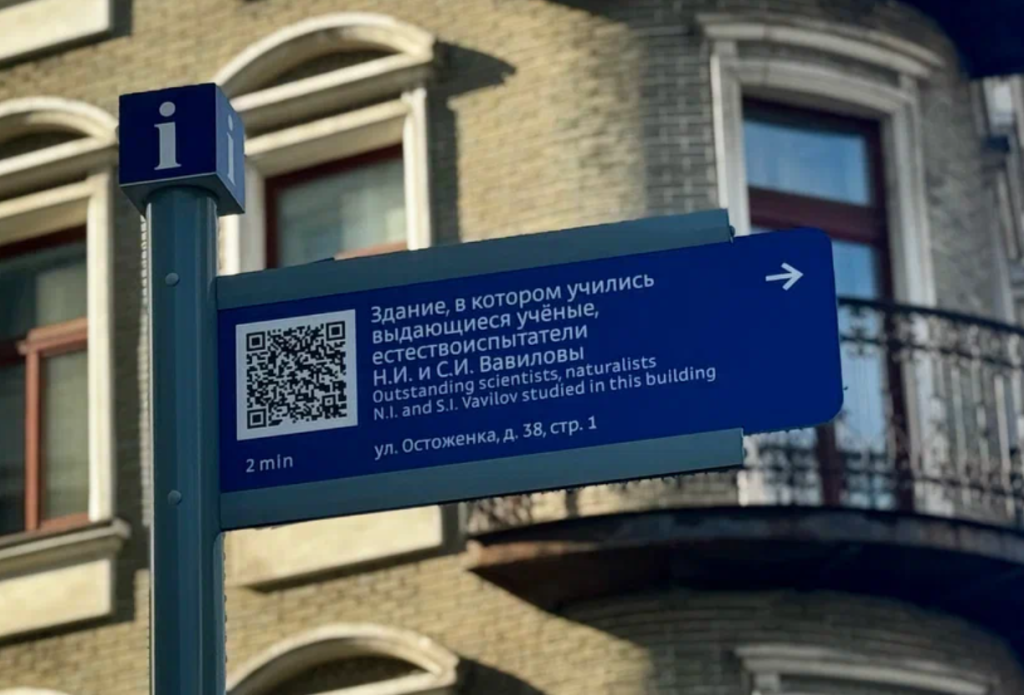 i
i
Здание, в котором учились
выдающиеся учёные,
естествоиспытатели
Н.И. и С.И. Вавиловы
Outstanding scientists, naturalists
N.I. and S.I. Vavilov studied in this building
ул. Остоженка, д. 38, стр. 1
2 min